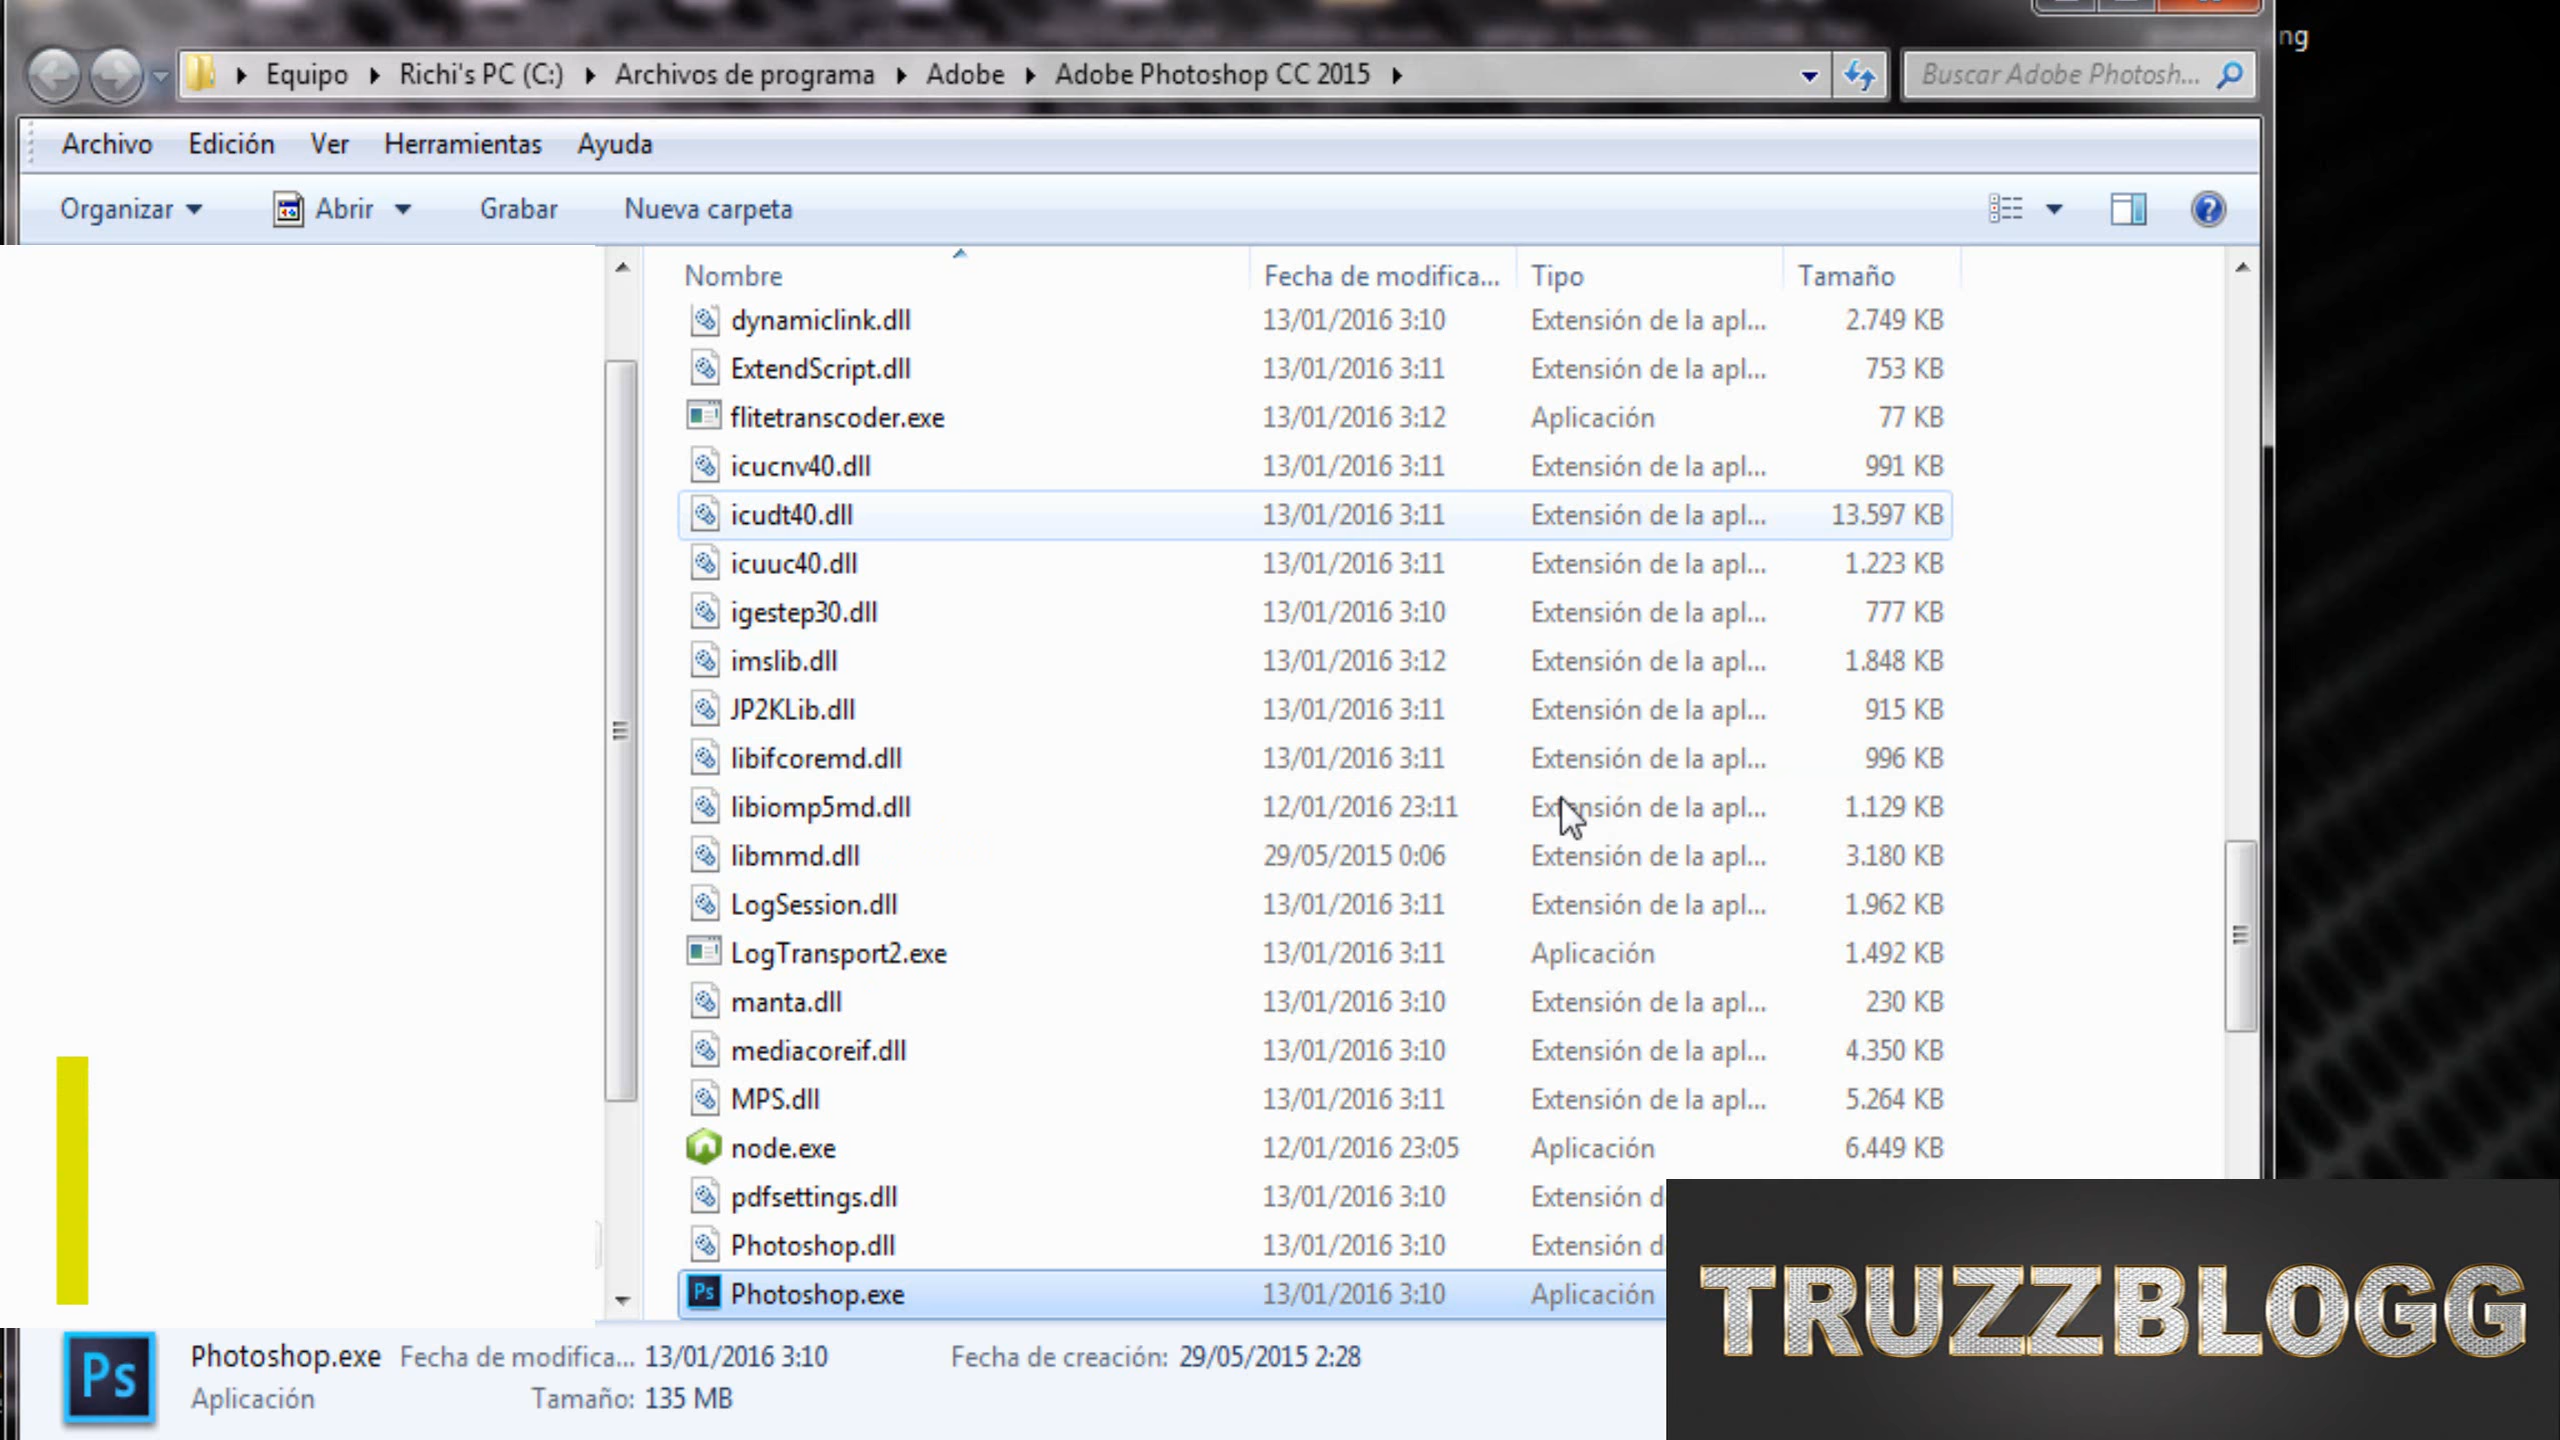 ng
Equipo Richi's PC (C:) Archivos de programa Adobe Adobe Photoshop CC 2015 Buscar Adobe Photosh...
Archivo Edición Ver Herramientas Ayuda
Organizar Abrir Grabar Nueva carpeta
Nombre Fecha de modifica... Tipo Tamaño
dynamiclink.dll 13/01/2016 3:10 Extensión de la apl... 2.749 KB
ExtendScript.dll 13/01/2016 3:11 Extensión de la apl... 753 KB
flitetranscoder.exe 13/01/2016 3:12 Aplicación 77 KB
icucnv40.dll 13/01/2016 3:11 Extensión de la apl... 991 KB
icudt40.dll 13/01/2016 3:11 Extensión de la apl... 13.597 KB
icuuc40.dll 13/01/2016 3:11 Extensión de la apl... 1.223 KB
igestep30.dll 13/01/2016 3:10 Extensión de la apl... 777 KB
imslib.dll 13/01/2016 3:12 Extensión de la apl... 1.848 KB
JP2KLib.dll 13/01/2016 3:11 Extensión de la apl... 915 KB
libifcoremd.dll 13/01/2016 3:11 Extensión de la apl... 996 KB
libiomp5md.dll 12/01/2016 23:11 Extensión de la apl... 1.129 KB
libmmd.dll 29/05/2015 0:06 Extensión de la apl... 3.180 KB
LogSession.dll 13/01/2016 3:11 Extensión de la apl... 1.962 KB
LogTransport2.exe 13/01/2016 3:11 Aplicación 1.492 KB
manta.dll 13/01/2016 3:10 Extensión de la apl... 230 KB
mediacoreif.dll 13/01/2016 3:10 Extensión de la apl... 4.350 KB
MPS.dll 13/01/2016 3:11 Extensión de la apl... 5.264 KB
node.exe 12/01/2016 23:05 Aplicación 6.449 KB
pdfsettings.dll 13/01/2016 3:10 Extensión d
Photoshop.dll 13/01/2016 3:10 Extensión d
Ps Photoshop.exe 13/01/2016 3:10 Aplicación
TRUZZBLOGG
Ps Photoshop.exe Fecha de modifica... 13/01/2016 3:10 Fecha de creación: 29/05/2015 2:28
Aplicación Tamaño: 135 MB